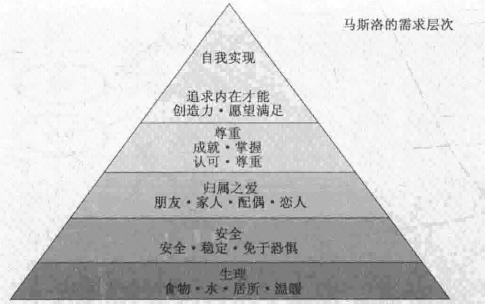 马斯洛的需求层次
自我实现
追求内在才能
创造力·愿望满足
尊重
成就·掌握
认可·尊重
归属之爱
朋友·家人·配偶·恋人
安全
安全·稳定·免于恐惧
生理
食物·水·居所·温暖